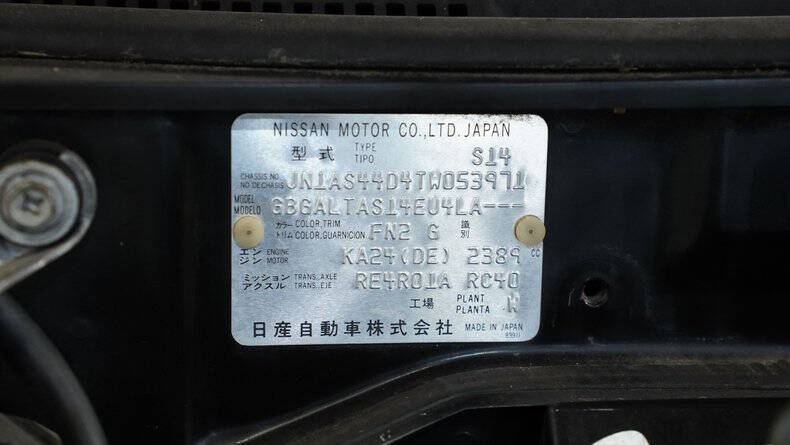 NISSAN MOTOR CO.,LTD.JAPAN
型式 TYPE TIPO S14
CHASSIS NO. NO DECHASIS JN1AS44D4TW053971
MODEL MODELO GBGALTAS14EU4LA---
カラー トリム COLOR,TRIM COLOR,GUARNICION FN2 G 識別
エンジン ENGINE MOTOR KA24(DE) 2389 CC
ミッション アクスル TRANS.,AXLE TRANS.,EJE RE4R01A RC40
工場 PLANT PLANTA W
日産自動車株式会社 MADE IN JAPAN